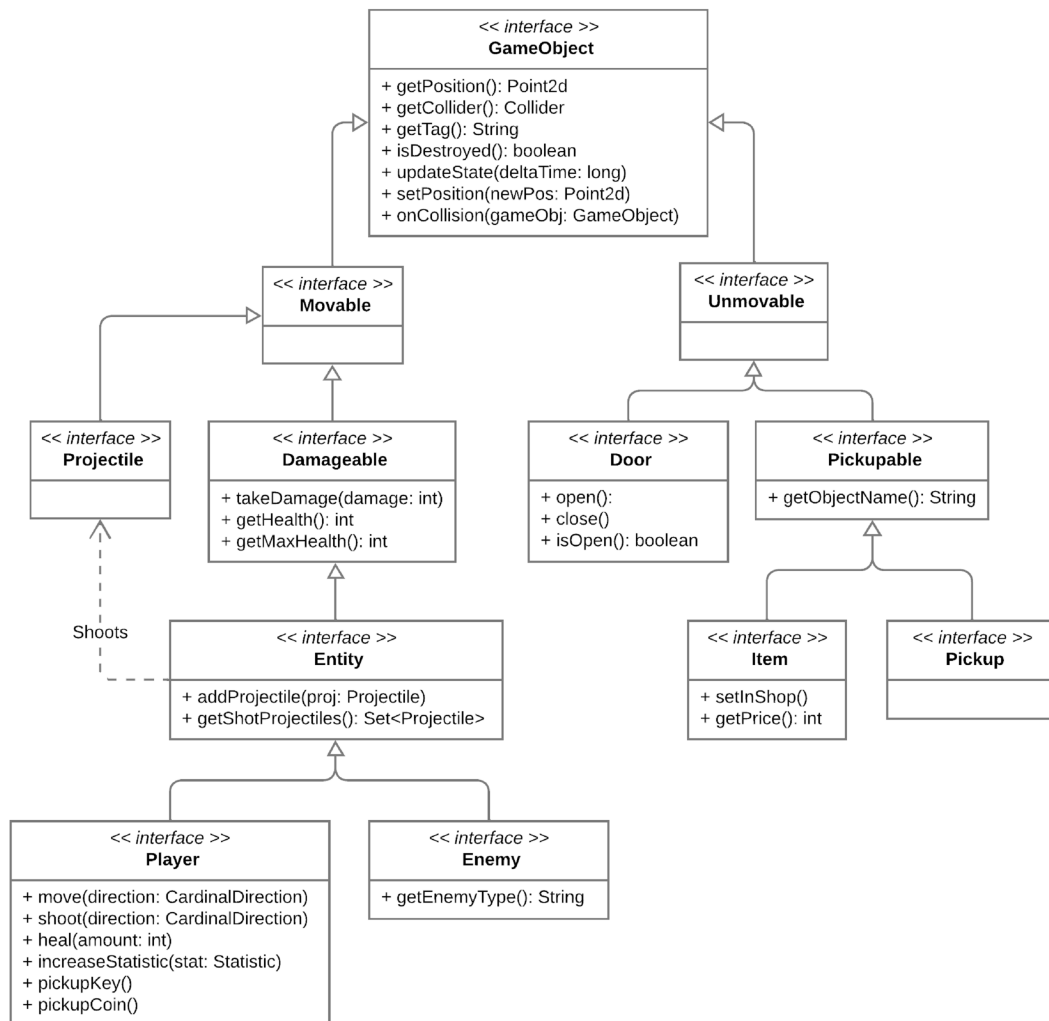 << interface >>
GameObject
+ getPosition(): Point2d
+ getCollider(): Collider
+ getTag(): String
+ isDestroyed(): boolean
+ updateState(deltaTime: long)
+ setPosition(newPos: Point2d)
+ onCollision(gameObj: GameObject)
<< interface >>
Movable
<< interface >>
Unmovable
<< interface >>
Projectile
<< interface >>
Damageable
+ takeDamage(damage: int)
+ getHealth(): int
+ getMaxHealth(): int
<< interface >>
Door
+ open():
+ close()
+ isOpen(): boolean
<< interface >>
Pickupable
+ getObjectName(): String
Shoots
<< interface >>
Entity
+ addProjectile(proj: Projectile)
+ getShotProjectiles(): Set<Projectile>
<< interface >>
Item
+ setInShop()
+ getPrice(): int
<< interface >>
Pickup
<< interface >>
Player
+ move(direction: CardinalDirection)
+ shoot(direction: CardinalDirection)
+ heal(amount: int)
+ increaseStatistic(stat: Statistic)
+ pickupKey()
+ pickupCoin()
<< interface >>
Enemy
+ getEnemyType(): String